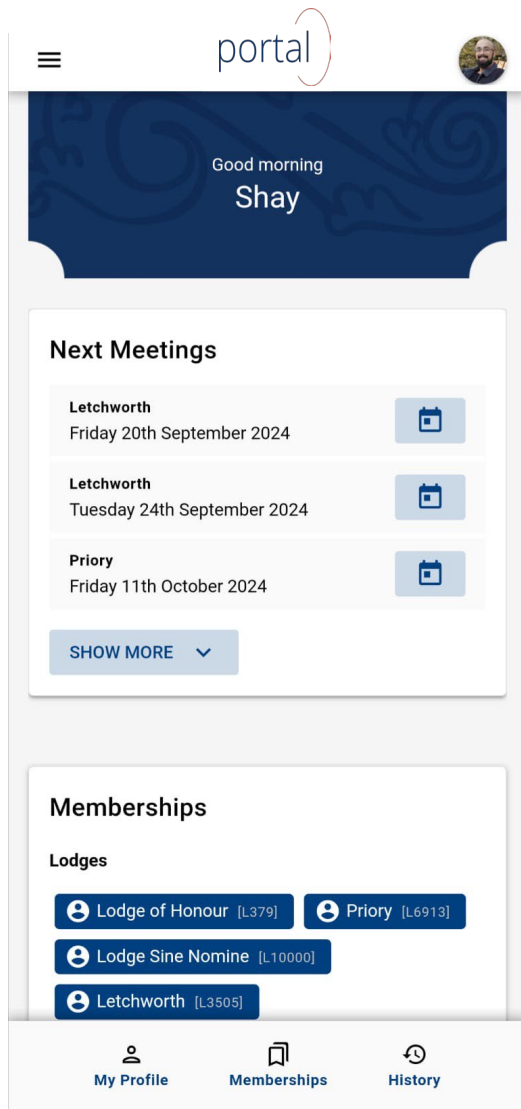 portal
Good morning
Shay
Next Meetings
Letchworth
Friday 20th September 2024
Letchworth
Tuesday 24th September 2024
Priory
Friday 11th October 2024
SHOW MORE
Memberships
Lodges
Lodge of Honour [L379] Priory [L6913]
Lodge Sine Nomine [L10000]
Letchworth [L3505]
My Profile Memberships History